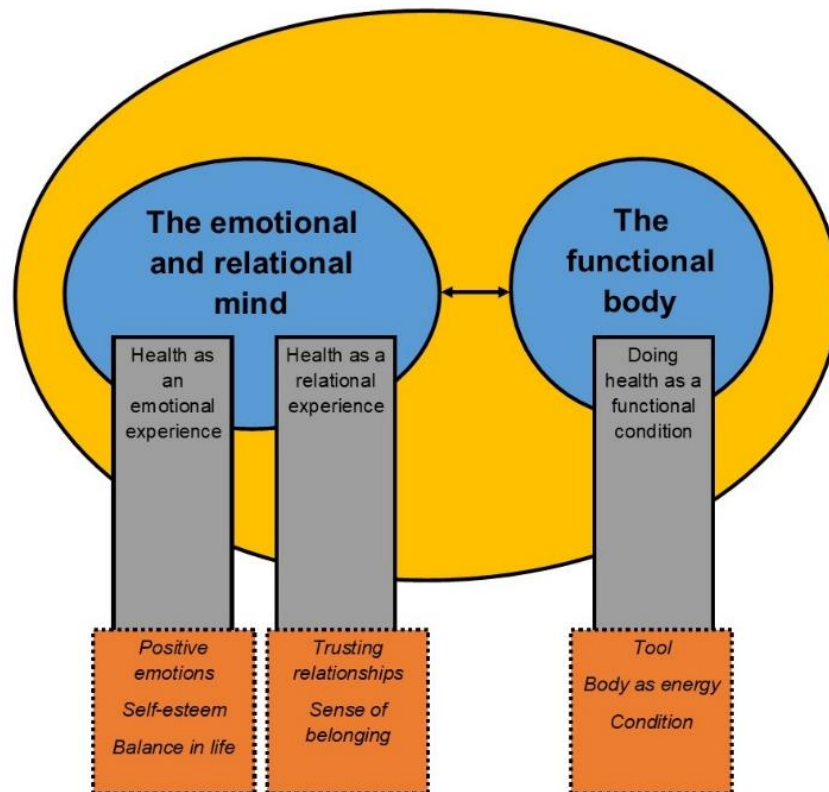 The emotional
and relational
mind
The
functional
body
Health as
an
emotional
experience
Health as a
relational
experience
Doing
health as a
functional
condition
Positive
emotions
Self-esteem
Balance in life
Trusting
relationships
Sense of
belonging
Tool
Body as energy
Condition